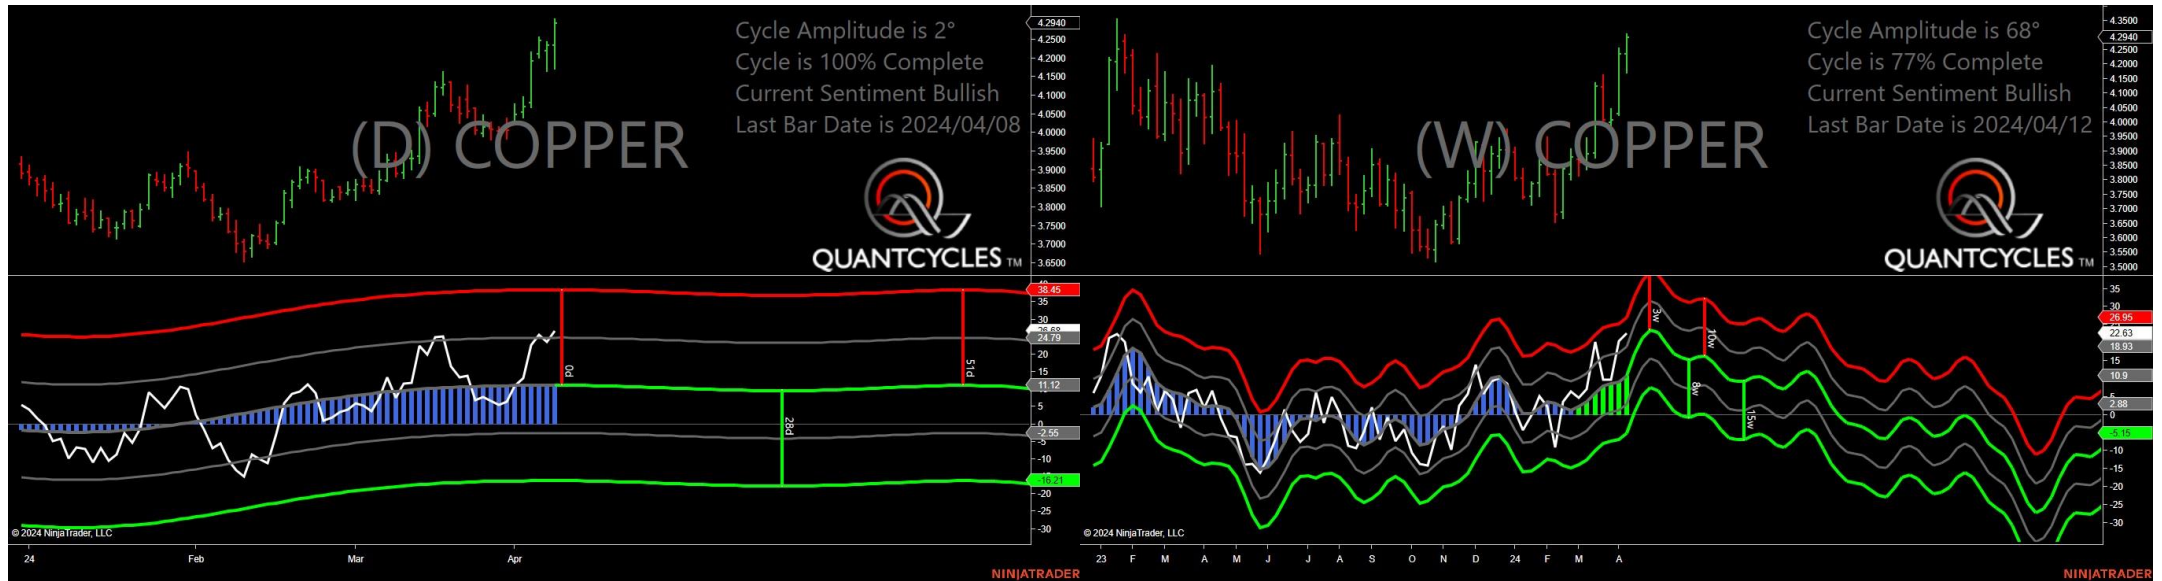 Cycle Amplitude is 2°
Cycle is 100% Complete
Current Sentiment Bullish
Last Bar Date is 2024/04/08
(D) COPPER
QUANTCYCLES TM
4.2940
4.2500
4.2000
4.1500
4.1000
4.0500
4.0000
3.9500
3.9000
3.8500
3.8000
3.7500
3.7000
3.6500
38.45
35
30
24.79
20
15
11.12
5
0
-2.55
-5
-10
-16.21
-20
-25
-30
0d
28d
51d
© 2024 NinjaTrader, LLC
24 Feb Mar Apr
NINJATRADER
Cycle Amplitude is 68°
Cycle is 77% Complete
Current Sentiment Bullish
Last Bar Date is 2024/04/12
(W) COPPER
QUANTCYCLES TM
4.3500
4.2940
4.2500
4.2000
4.1500
4.1000
4.0500
4.0000
3.9500
3.9000
3.8500
3.8000
3.7500
3.7000
3.6500
3.6000
3.5500
3.5000
35
30
26.95
22.63
18.93
15
10.9
2.88
0
-5.15
-10
-15
-20
-25
-30
3w
10w
8w
15w
© 2024 NinjaTrader, LLC
23 F M A M J J A S O N D 24 F M A
NINJATRADER